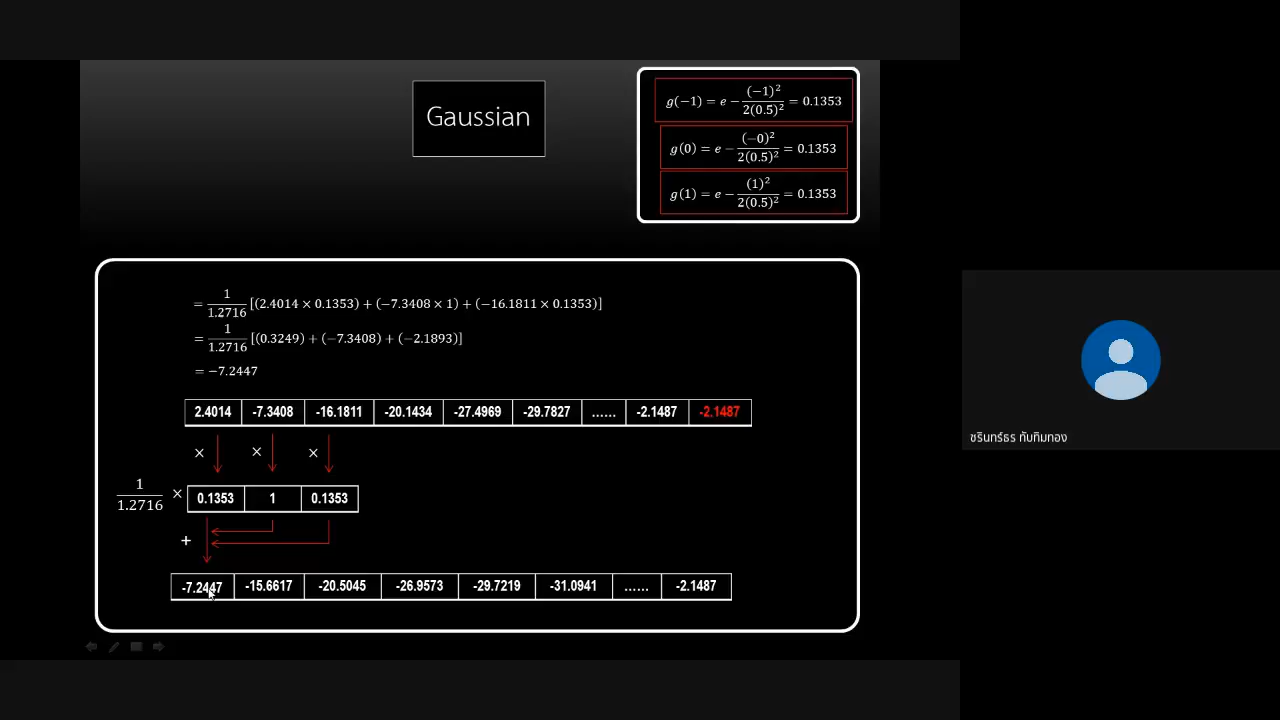 Gaussian
g(−1) = e − (−1)² / 2(0.5)² = 0.1353
g(0) = e − (−0)² / 2(0.5)² = 0.1353
g(1) = e − (1)² / 2(0.5)² = 0.1353
= 1/1.2716 [(2.4014 × 0.1353) + (−7.3408 × 1) + (−16.1811 × 0.1353)]
= 1/1.2716 [(0.3249) + (−7.3408) + (−2.1893)]
= −7.2447
2.4014 -7.3408 -16.1811 -20.1434 -27.4969 -29.7827 ...... -2.1487 -2.1487
× × ×
1/1.2716 × 0.1353 1 0.1353
+
-7.2447 -15.6617 -20.5045 -26.9573 -29.7219 -31.0941 ...... -2.1487
ชรินทร์ธร ทับทิมทอง